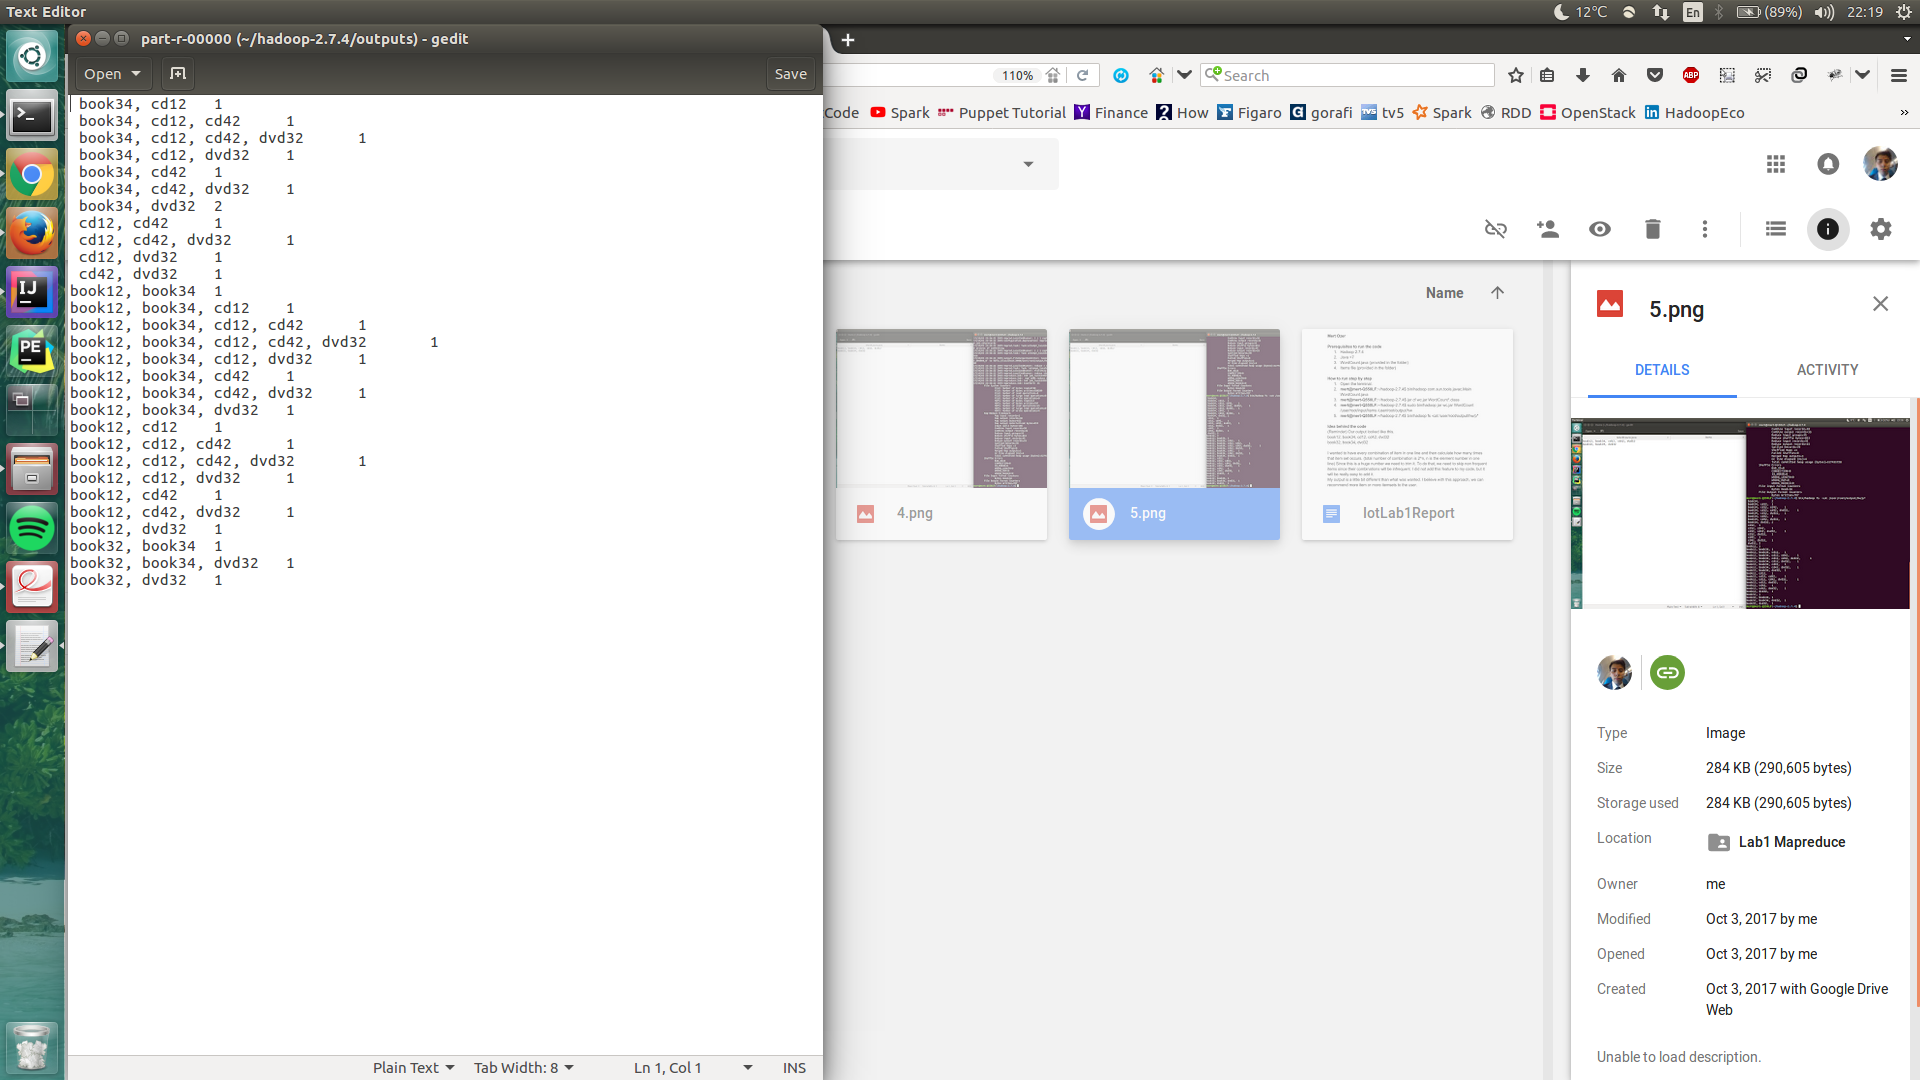 Text Editor
12°C
En
(89%)
22:19
part-r-00000 (~/hadoop-2.7.4/outputs) - gedit
Open
Save
book34, cd12 1
book34, cd12, cd42 1
book34, cd12, cd42, dvd32 1
book34, cd12, dvd32 1
book34, cd42 1
book34, cd42, dvd32 1
book34, dvd32 2
cd12, cd42 1
cd12, cd42, dvd32 1
cd12, dvd32 1
cd42, dvd32 1
book12, book34 1
book12, book34, cd12 1
book12, book34, cd12, cd42 1
book12, book34, cd12, cd42, dvd32 1
book12, book34, cd12, dvd32 1
book12, book34, cd42 1
book12, book34, cd42, dvd32 1
book12, book34, dvd32 1
book12, cd12 1
book12, cd12, cd42 1
book12, cd12, cd42, dvd32 1
book12, cd12, dvd32 1
book12, cd42 1
book12, cd42, dvd32 1
book12, dvd32 1
book32, book34 1
book32, book34, dvd32 1
book32, dvd32 1
Plain Text
Tab Width: 8
Ln 1, Col 1
INS
110%
Search
ABP
Code
Spark
Puppet Tutorial
Finance
How
Figaro
gorafi
tv5
Spark
RDD
OpenStack
HadoopEco
Name
4.png
5.png
IotLab1Report
5.png
DETAILS
ACTIVITY
Type Image
Size 284 KB (290,605 bytes)
Storage used 284 KB (290,605 bytes)
Location Lab1 Mapreduce
Owner me
Modified Oct 3, 2017 by me
Opened Oct 3, 2017 by me
Created Oct 3, 2017 with Google Drive
Web
Unable to load description.